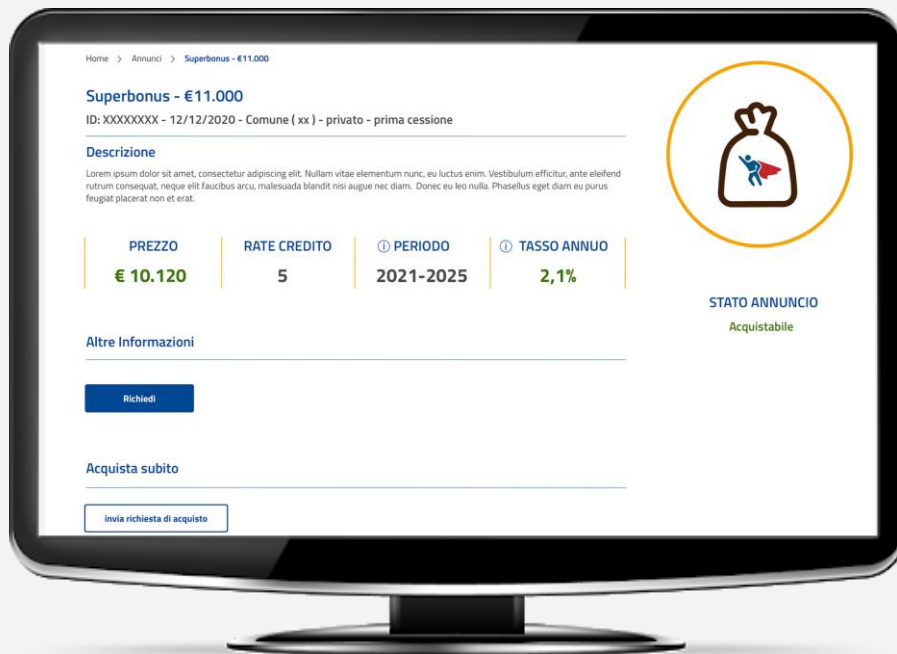 Home > Annunci > Superbonus - €11.000
Superbonus - €11.000
ID: XXXXXXXX - 12/12/2020 - Comune ( xx ) - privato - prima cessione
Descrizione
Lorem ipsum dolor sit amet, consectetur adipiscing elit. Nullam vitae elementum nunc, eu luctus enim. Vestibulum efficitur, ante eleifend
rutrum consequat, neque elit faucibus arcu, malesuada blandit nisi augue nec diam. Donec eu leo nulla. Phasellus eget diam eu purus
feugiat placerat non et erat.
PREZZO
€ 10.120
RATE CREDITO
5
ⓘ PERIODO
2021-2025
ⓘ TASSO ANNUO
2,1%
STATO ANNUNCIO
Acquistabile
Altre Informazioni
Richiedi
Acquista subito
invia richiesta di acquisto